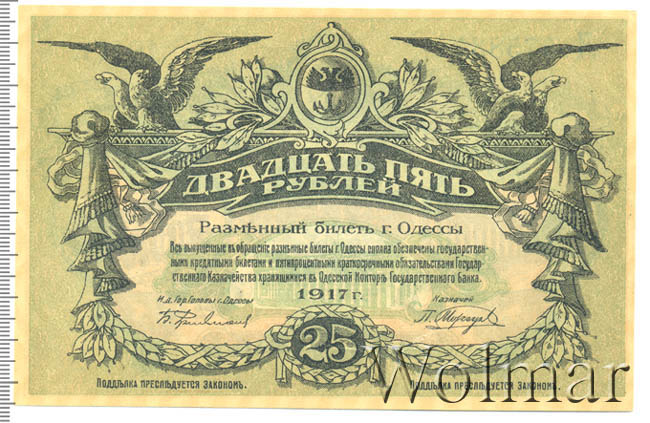 ДВАДЦАТЬ ПЯТЬ
РУБЛЕЙ
Размѣнный билетъ г. Одессы
Всѣ выпущенные въ обращенiе размѣнные билеты г. Одессы сполна обезпечены государствен-
ными кредитными билетами и пятипроцентными краткосрочными обязательствами Государ-
ственнаго Казначейства хранящимися въ Одесской Конторѣ Государственнаго Банка.
1917 г.
И.д. Гор Головы г. Одессы
Казначей
25
Поддѣлка преслѣдуется закономъ.
Поддѣлка преслѣдуется закономъ.
Wolmar